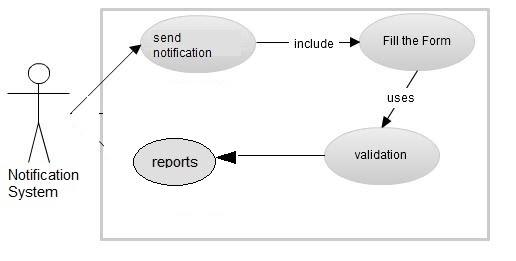 send
notification
include
Fill the Form
uses
validation
reports
Notification
System